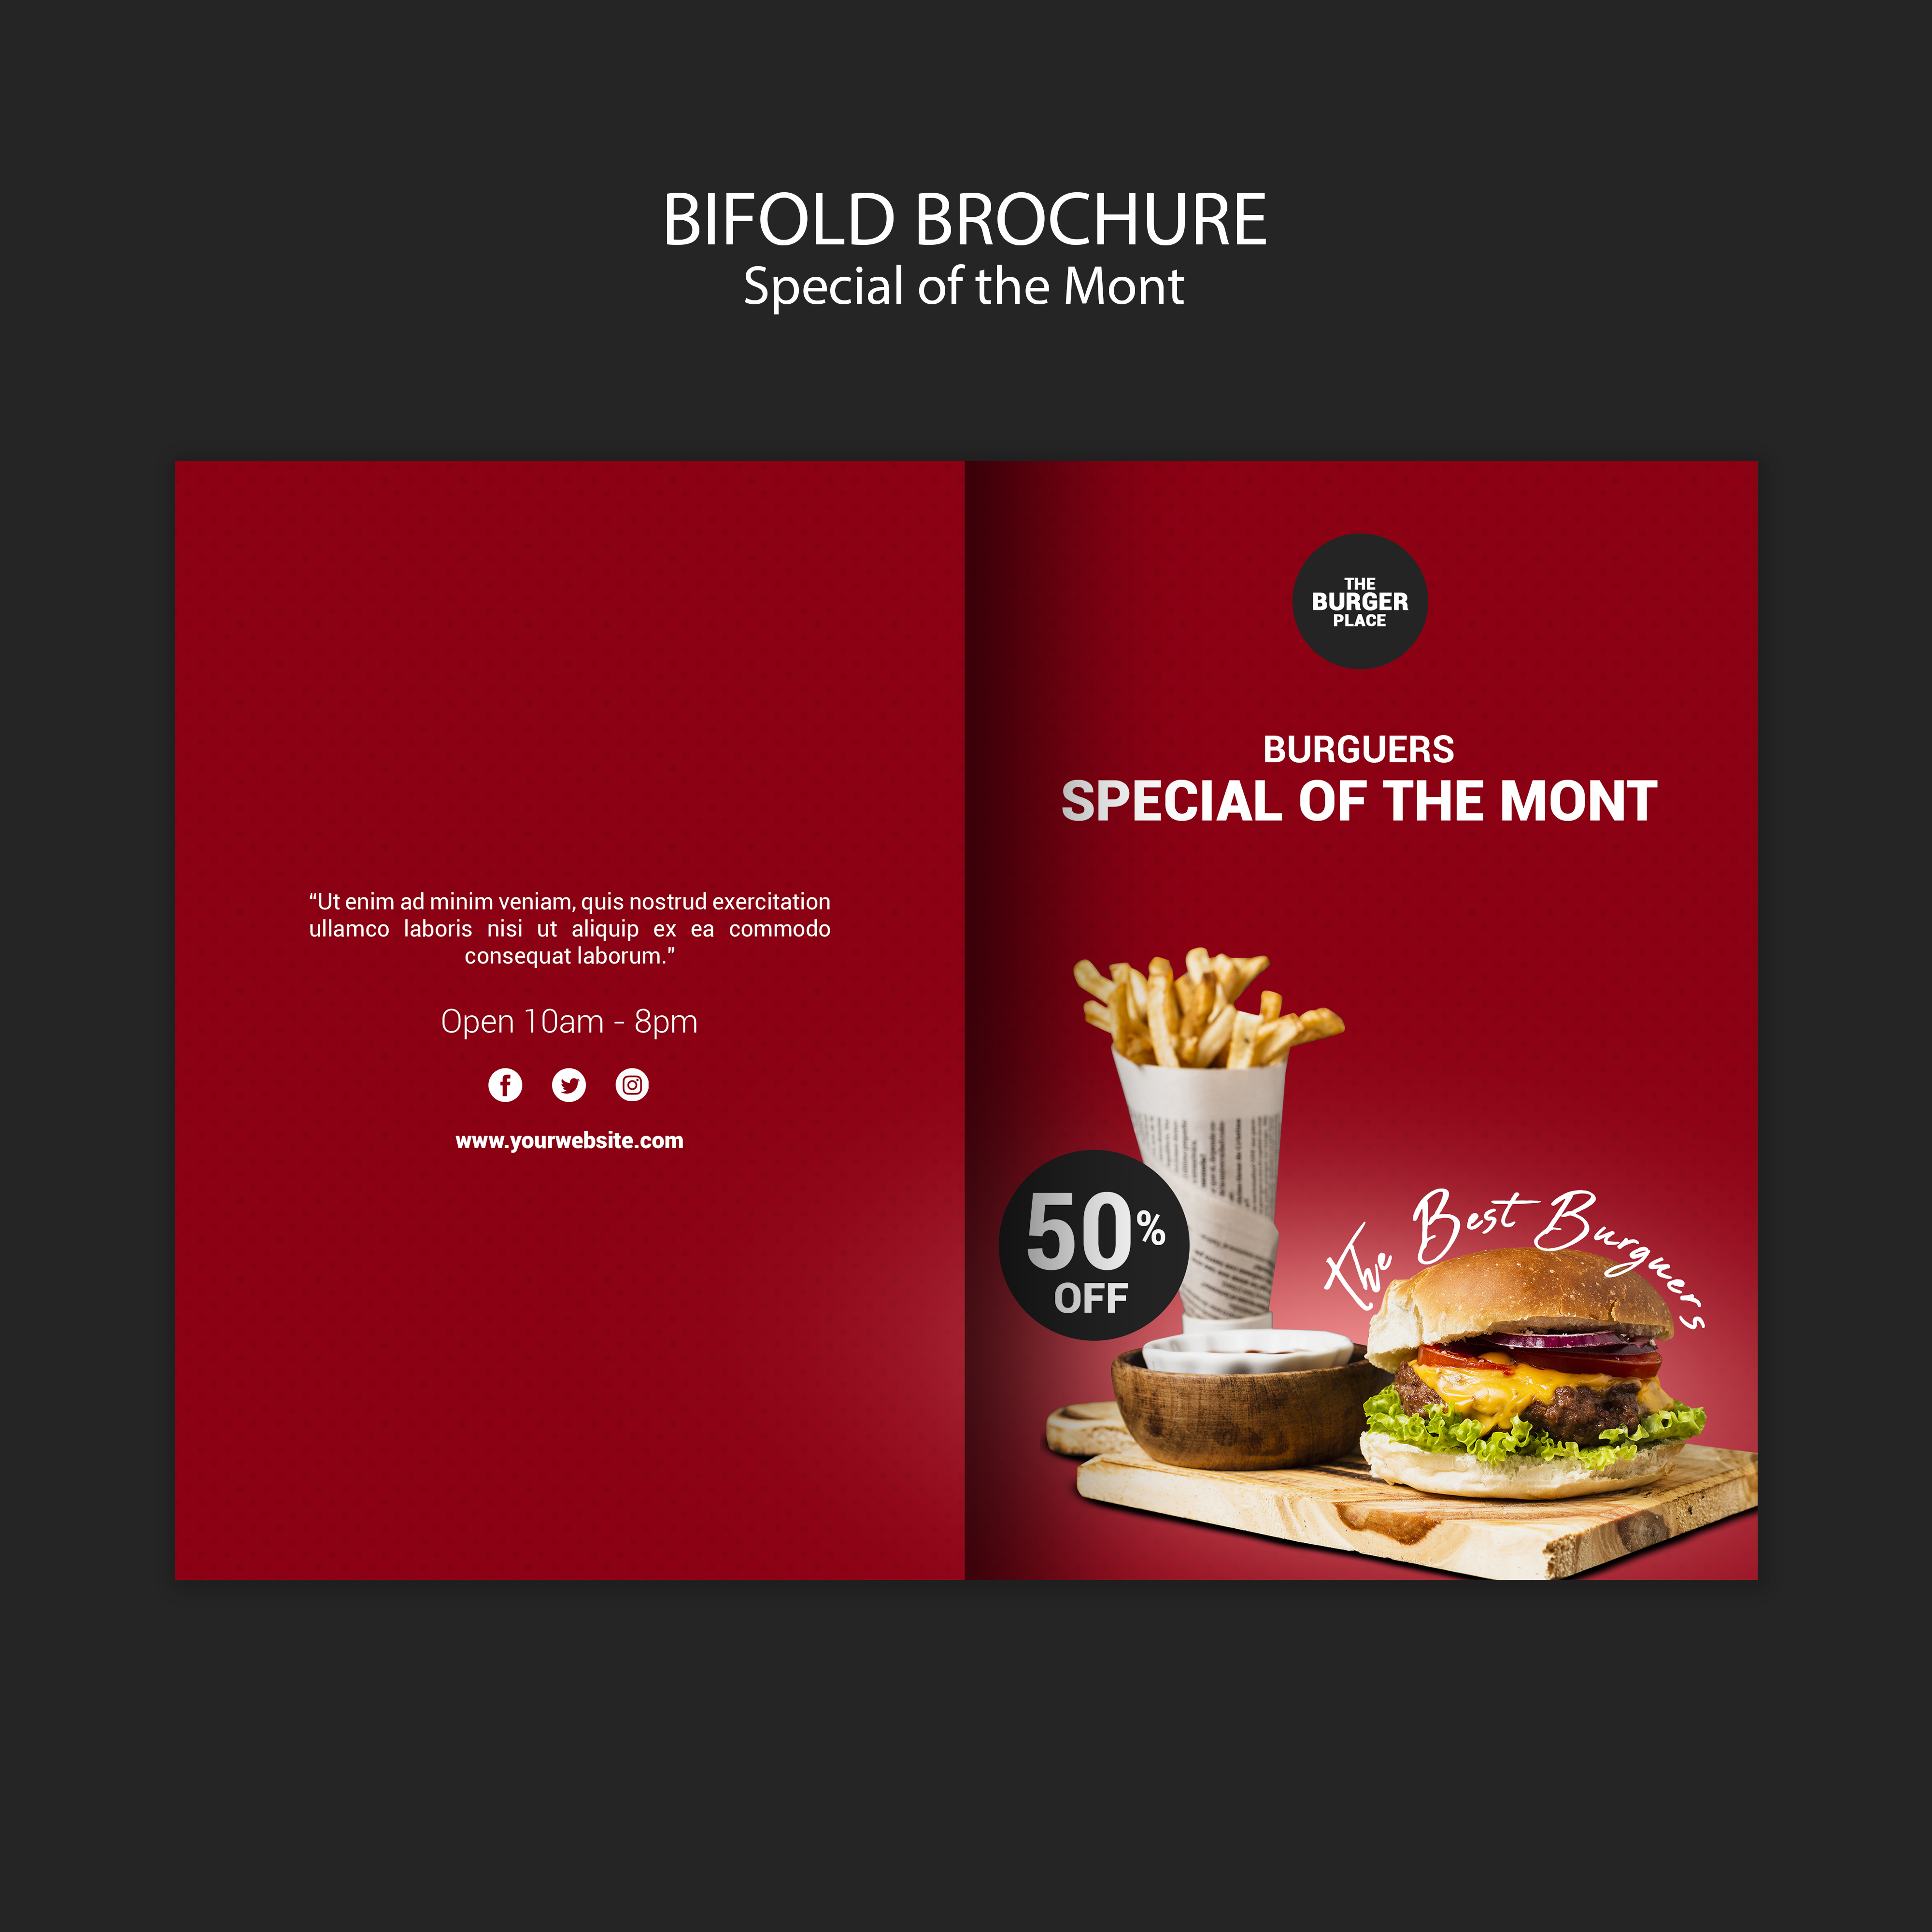 BIFOLD BROCHURE
Special of the Mont
“Ut enim ad minim veniam, quis nostrud exercitation
ullamco laboris nisi ut aliquip ex ea commodo
consequat laborum.”
Open 10am - 8pm
www.yourwebsite.com
THE
BURGER
PLACE
BURGUERS
SPECIAL OF THE MONT
50%
OFF
The Best Burguers